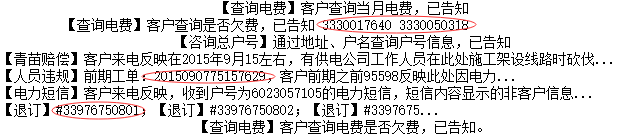 【查询电费】客户查询当月电费，已告知
【查询电费】客户查询是否欠费，已告知 3330017640 3330050318
【咨询总户号】通过地址、户名查询户号信息，已告知
【青苗赔偿】客户来电反映在2015年9月15左右，有供电公司工作人员在此处施工架设线路时砍伐...
【人员违规】前期工单：2015090775157629，客户前期之前95598反映此处因电力...
【电力短信】客户来电反映，收到户号为6023057105的电力短信，短信内容显示的非客户信息...
【退订】#33976750801；【退订】#33976750802；【退订】#3397675...
【查询电费】客户查询电费是否欠费，已告知。